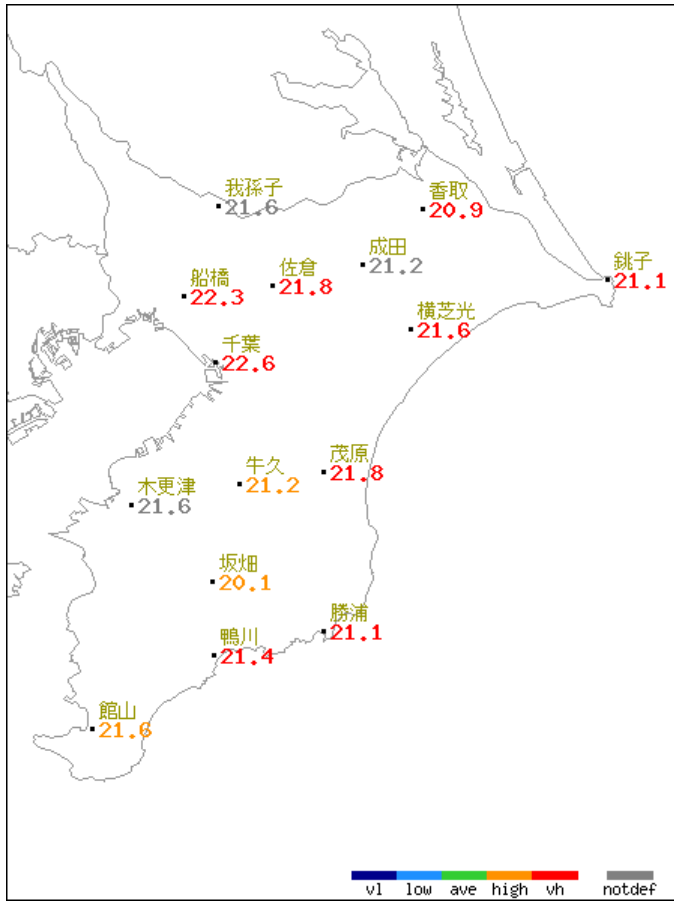 我孫子
21.6
香取
20.9
成田
21.2
銚子
21.1
船橋
22.3
佐倉
21.8
横芝光
21.6
千葉
22.6
茂原
21.8
牛久
21.2
木更津
21.6
坂畑
20.1
勝浦
21.1
鴨川
21.4
館山
21.6
vl low ave high vh notdef